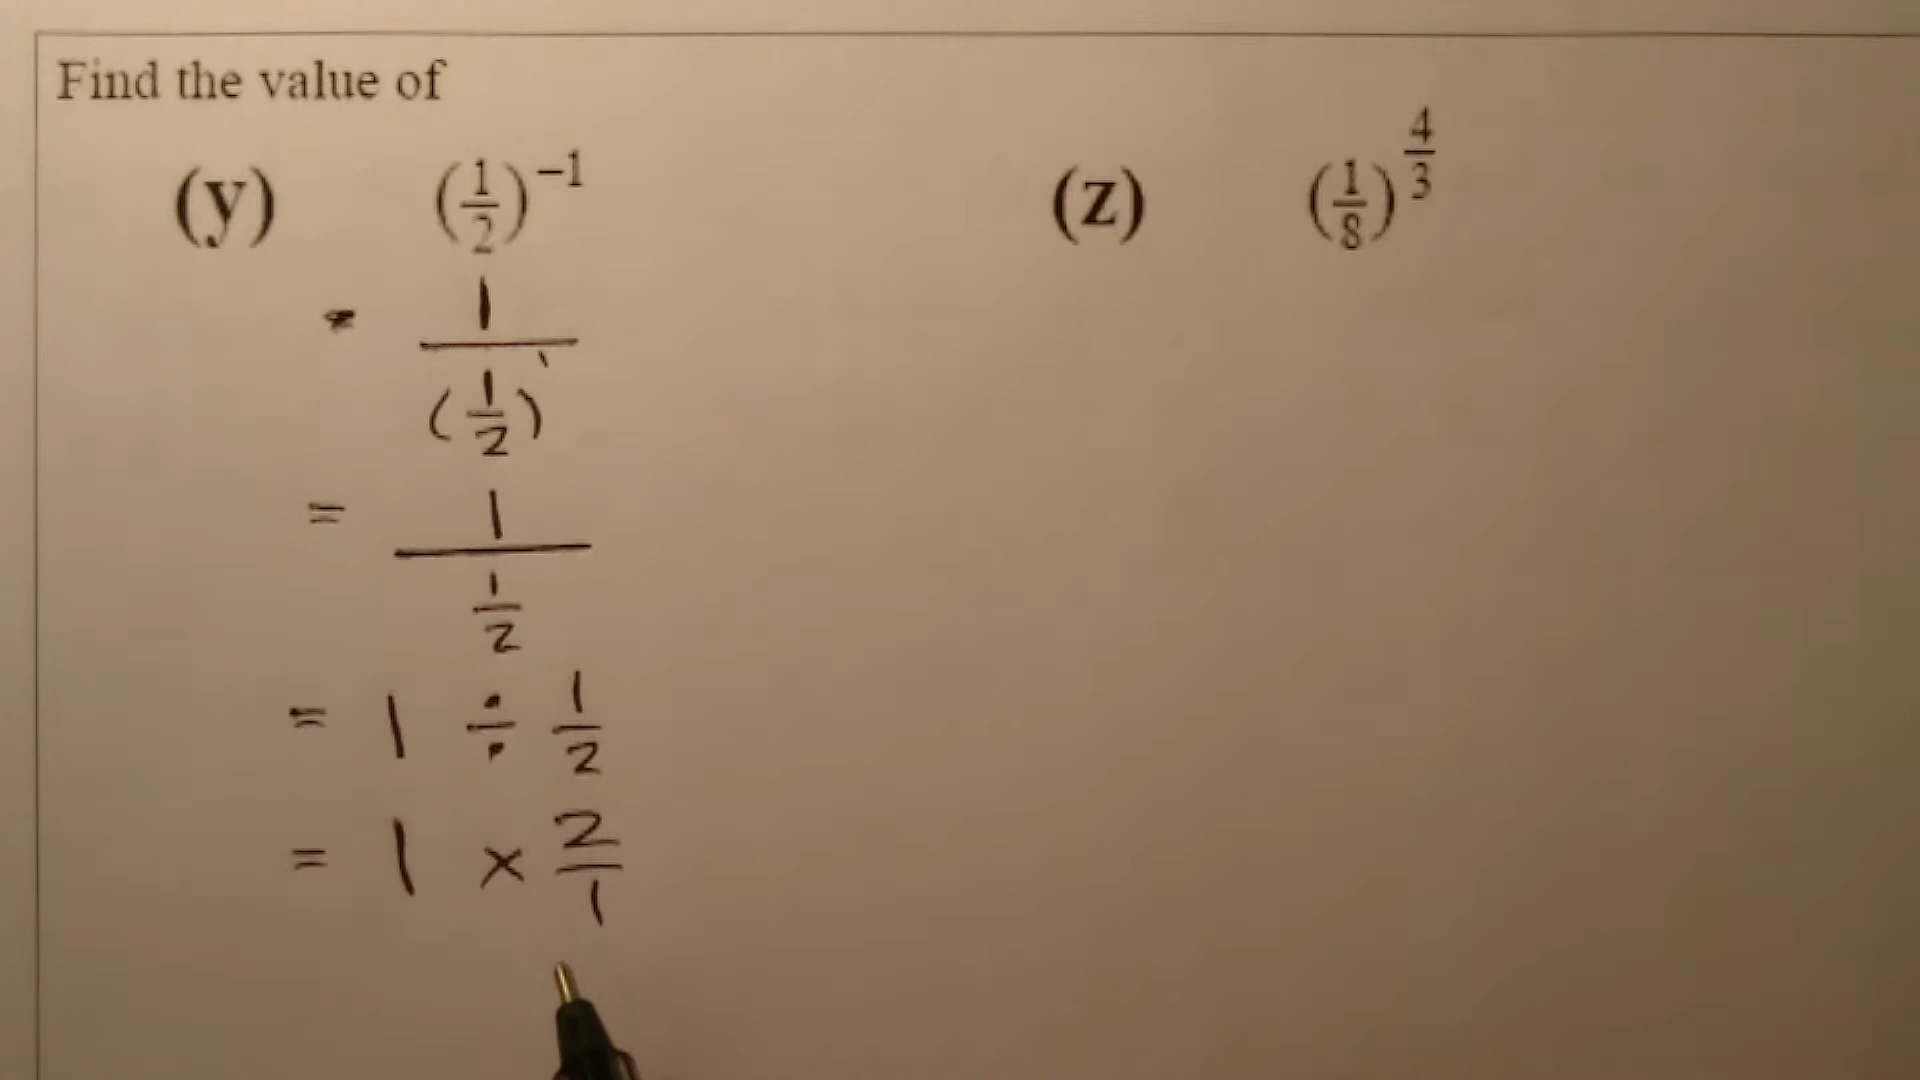 Find the value of
(y) (1/2)^−1 (z) (1/8)^4/3
= 1/(1/2)^1
= 1/(1/2)
= 1 ÷ 1/2
= 1 × 2/1